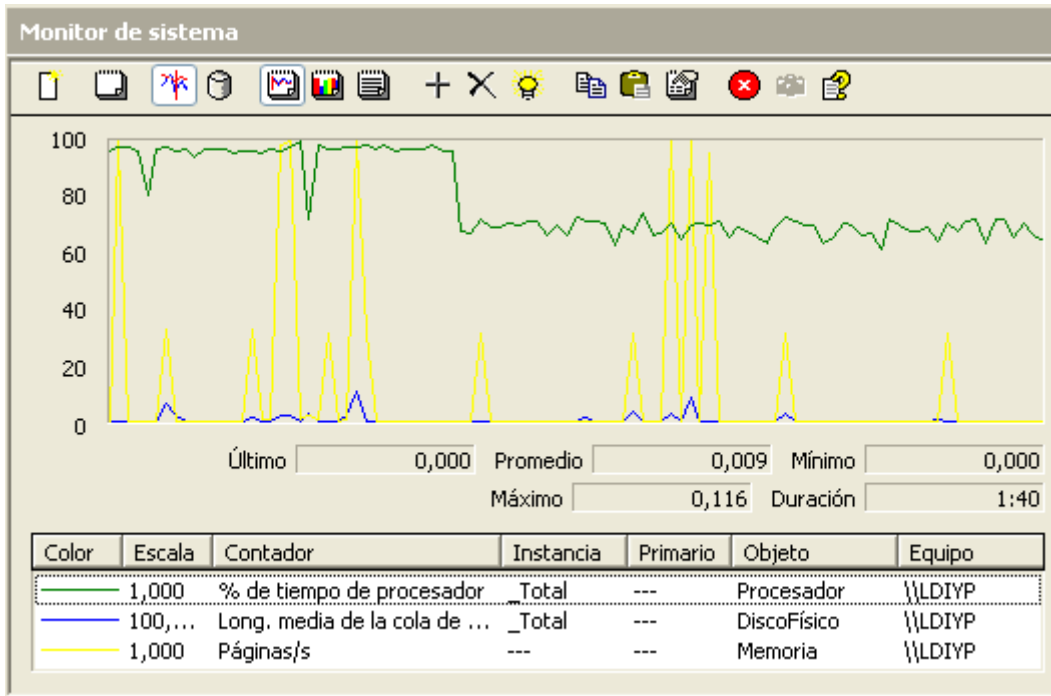 Monitor de sistema
100
80
60
40
20
0
Último 0,000 Promedio 0,009 Mínimo 0,000
Máximo 0,116 Duración 1:40
Color Escala Contador Instancia Primario Objeto Equipo
1,000 % de tiempo de procesador _Total --- Procesador \\LDIYP
100,... Long. media de la cola de ... _Total --- DiscoFísico \\LDIYP
1,000 Páginas/s --- --- Memoria \\LDIYP